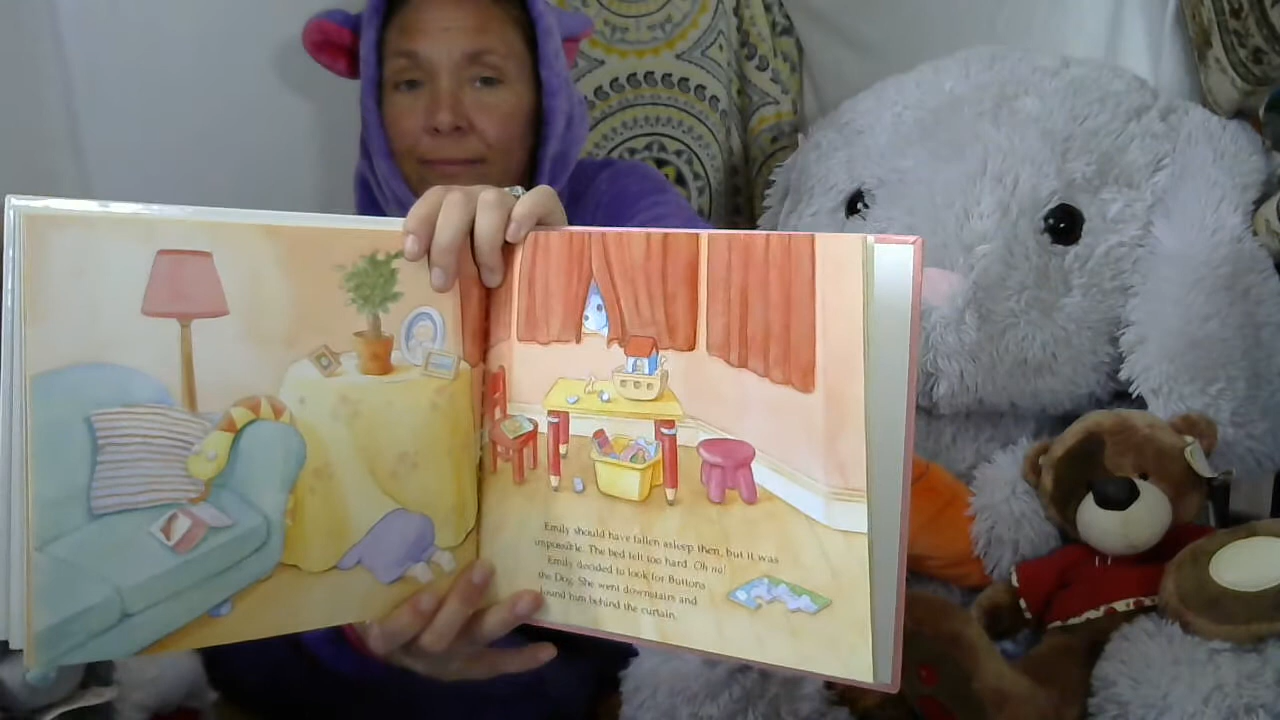 Emily should have fallen asleep then, but it was
impossible. The bed felt too hard. Oh no!
Emily decided to look for Buttons
the Dog. She went downstairs and
found him behind the curtain.